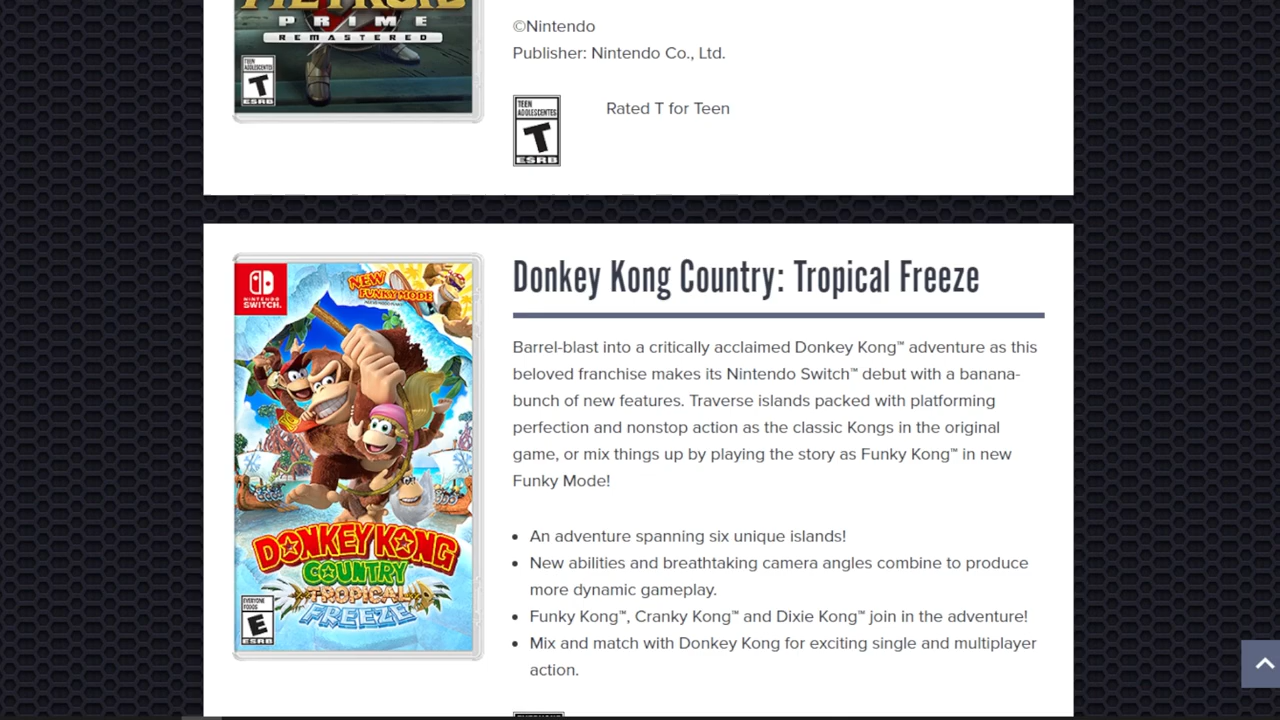 PRIME
REMASTERED
TEEN
ADOLESCENTES
T
ESRB
©Nintendo
Publisher: Nintendo Co., Ltd.
TEEN
ADOLESCENTES
T
ESRB
Rated T for Teen
NINTENDO
SWITCH.
NEW
FUNKY MODE
DONKEY KONG
COUNTRY
TROPICAL
FREEZE
EVERYONE
E
ESRB
Donkey Kong Country: Tropical Freeze
Barrel-blast into a critically acclaimed Donkey Kong™ adventure as this
beloved franchise makes its Nintendo Switch™ debut with a banana-
bunch of new features. Traverse islands packed with platforming
perfection and nonstop action as the classic Kongs in the original
game, or mix things up by playing the story as Funky Kong™ in new
Funky Mode!
• An adventure spanning six unique islands!
• New abilities and breathtaking camera angles combine to produce
more dynamic gameplay.
• Funky Kong™, Cranky Kong™ and Dixie Kong™ join in the adventure!
• Mix and match with Donkey Kong for exciting single and multiplayer
action.